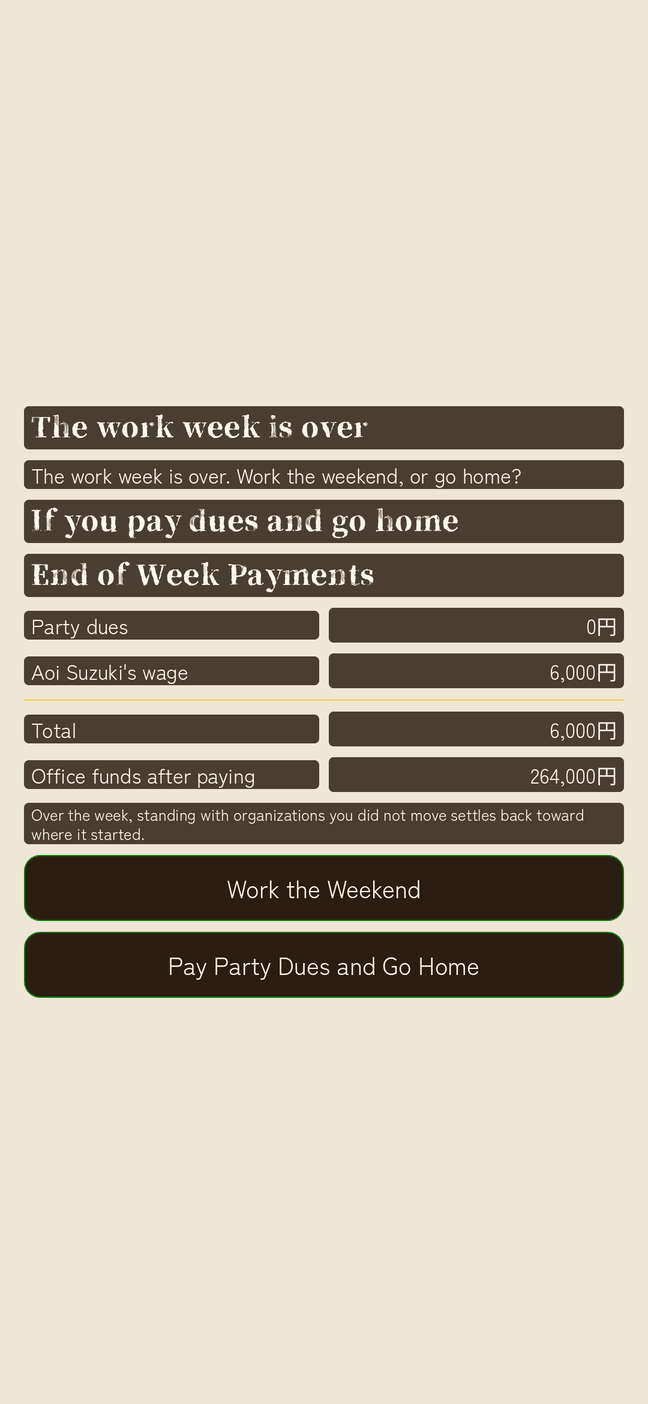 The work week is over
The work week is over. Work the weekend, or go home?
If you pay dues and go home
End of Week Payments
Party dues
0円
Aoi Suzuki's wage
6,000円
Total
6,000円
Office funds after paying
264,000円
Over the week, standing with organizations you did not move settles back toward
where it started.
Work the Weekend
Pay Party Dues and Go Home